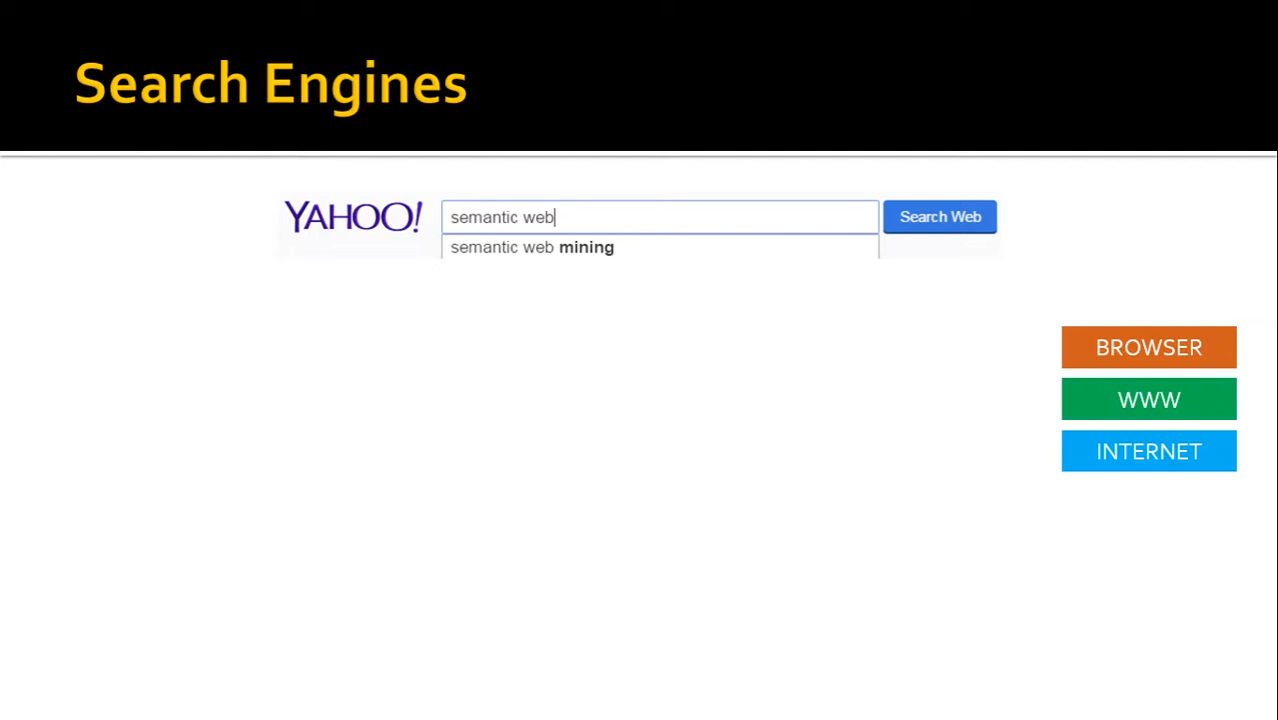 Search Engines
YAHOO! semantic web Search Web
semantic web mining
BROWSER
WWW
INTERNET